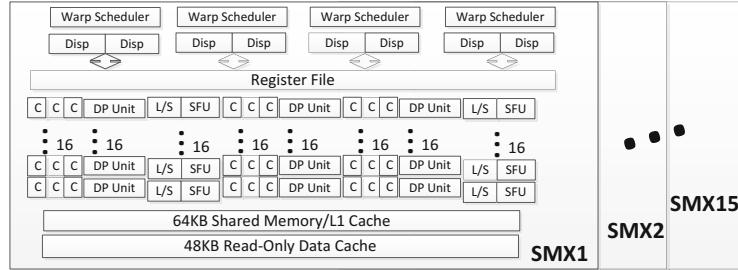 Warp Scheduler Warp Scheduler Warp Scheduler Warp Scheduler
Disp Disp Disp Disp Disp Disp Disp Disp
Register File
C C C DP Unit L/S SFU C C C DP Unit C C C DP Unit L/S SFU
16 16 16 16 16 16 16 16
C C C DP Unit L/S SFU C C C DP Unit C C C DP Unit L/S SFU
C C C DP Unit L/S SFU C C C DP Unit C C C DP Unit L/S SFU
64KB Shared Memory/L1 Cache
48KB Read-Only Data Cache
SMX1
SMX2
SMX15